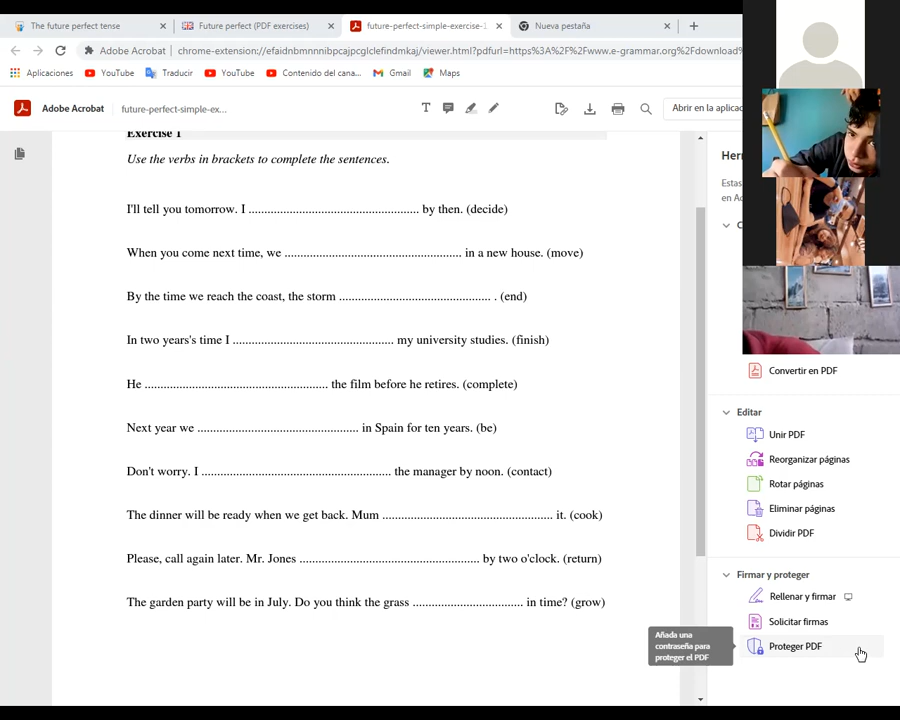 The future perfect tense
Future perfect (PDF exercises)
future-perfect-simple-exercise-1
Nueva pestaña
Adobe Acrobat
chrome-extension://efaidnbmnnnibpcajpcglclefindmkaj/viewer.html?pdfurl=https%3A%2F%2Fwww.e-grammar.org%2Fdownload%
Aplicaciones
YouTube
Traducir
YouTube
Contenido del cana...
Gmail
Maps
Adobe Acrobat
future-perfect-simple-ex...
Abrir en la aplicac
Exercise 1
Use the verbs in brackets to complete the sentences.
I'll tell you tomorrow. I ........................................... by then. (decide)
When you come next time, we ............................................. in a new house. (move)
By the time we reach the coast, the storm ...................................... . (end)
In two years's time I ........................................ my university studies. (finish)
He .............................................. the film before he retires. (complete)
Next year we ........................................ in Spain for ten years. (be)
Don't worry. I ................................................ the manager by noon. (contact)
The dinner will be ready when we get back. Mum ........................................... it. (cook)
Please, call again later. Mr. Jones ............................................. by two o'clock. (return)
The garden party will be in July. Do you think the grass ............................ in time? (grow)
Her
Estas
en Ad
C
Convertir en PDF
Editar
Unir PDF
Reorganizar páginas
Rotar páginas
Eliminar páginas
Dividir PDF
Firmar y proteger
Rellenar y firmar
Solicitar firmas
Proteger PDF
Añada una
contraseña para
proteger el PDF